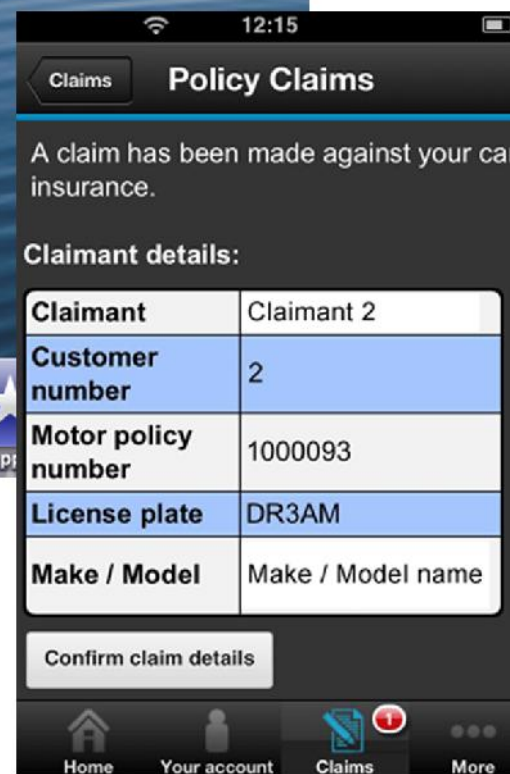 12:15
Claims
Policy Claims
A claim has been made against your car
insurance.
Claimant details:
Claimant Claimant 2
Customer
number 2
Motor policy
number 1000093
License plate DR3AM
Make / Model Make / Model name
Confirm claim details
1
Home Your account Claims More